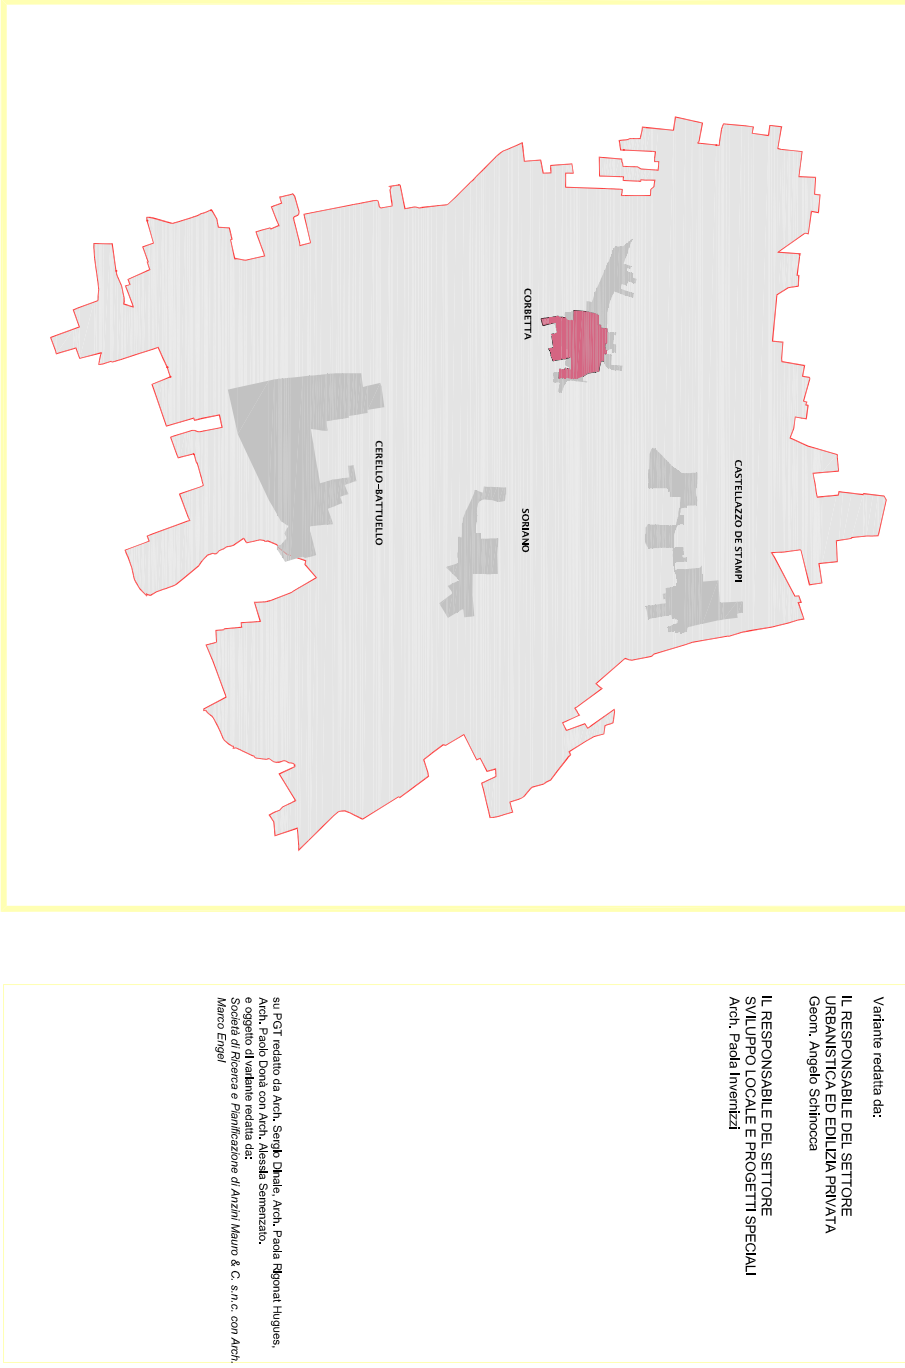 CORBETTA
CASTELLAZZO DE STAMPI
SORIANO
CERELLO-BATTUELLO
Variante redatta da:
IL RESPONSABILE DEL SETTORE
URBANISTICA ED EDILIZIA PRIVATA
Geom. Angelo Schinocca
IL RESPONSABILE DEL SETTORE
SVILUPPO LOCALE E PROGETTI SPECIALI
Arch. Paola Invernizzi
su PGT redatto da Arch. Sergio Dinale, Arch. Paola Rigonat Hugues,
Arch. Paolo Donà con Arch. Alessia Semenzato.
e oggetto di variante redatta da:
Società di Ricerca e Pianificazione di Anzini Mauro & C. s.n.c. con Arch.
Marco Engel